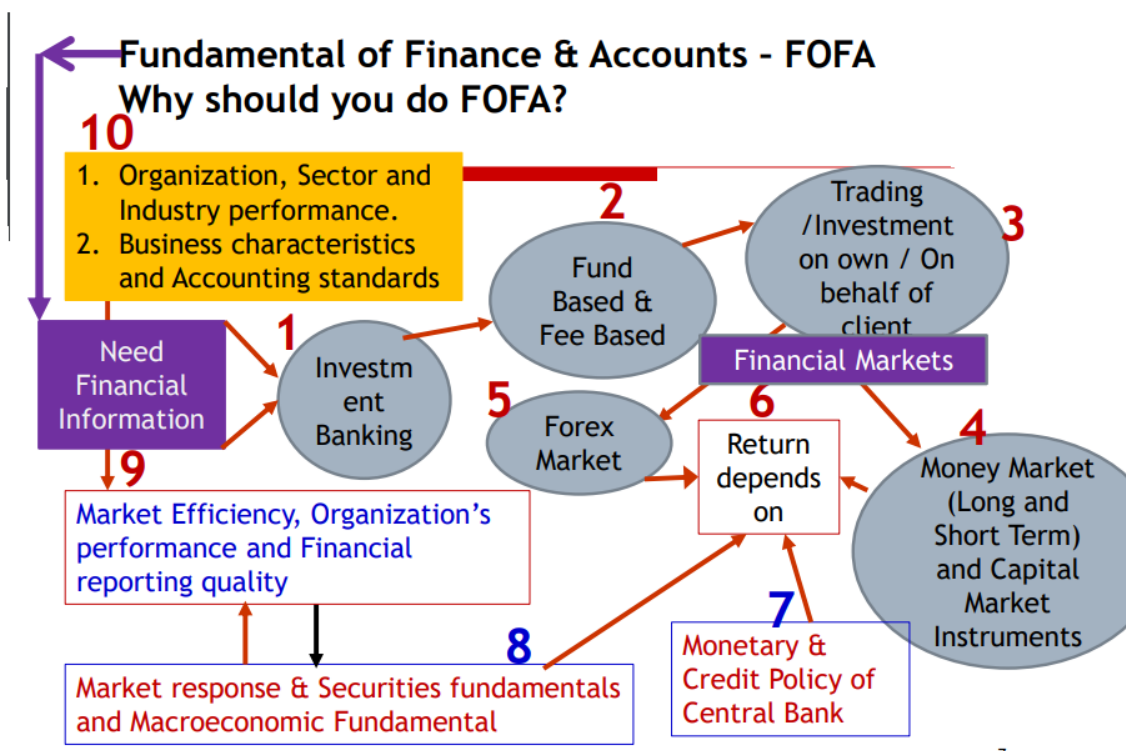 Fundamental of Finance & Accounts – FOFA
Why should you do FOFA?
10
1. Organization, Sector and
Industry performance.
2. Business characteristics
and Accounting standards
Need
Financial
Information
1
Investm
ent
Banking
2
Fund
Based &
Fee Based
3
Trading
/Investment
on own / On
behalf of
client
Financial Markets
5
Forex
Market
6
Return
depends
on
4
Money Market
(Long and
Short Term)
and Capital
Market
Instruments
9
Market Efficiency, Organization’s
performance and Financial
reporting quality
8
Market response & Securities fundamentals
and Macroeconomic Fundamental
7
Monetary &
Credit Policy of
Central Bank